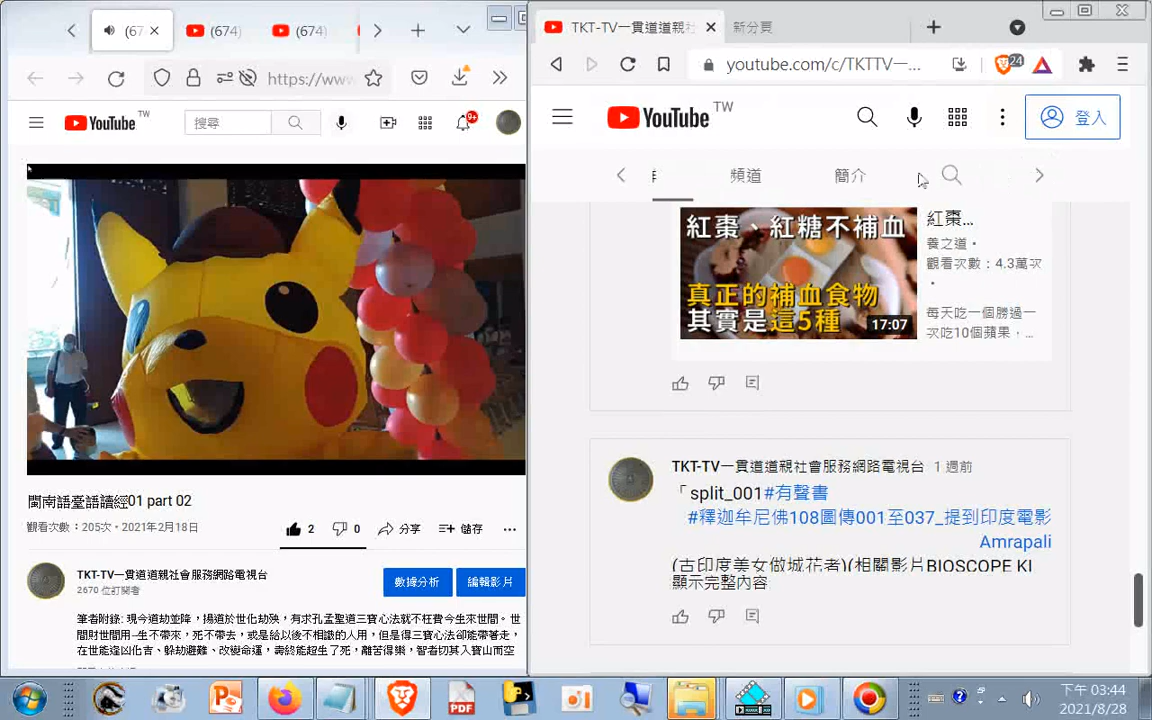 (67
(674)
(674)
https://www
YouTube TW
搜尋
9+
閩南語臺語讀經01 part 02
觀看次數：205次・2021年2月18日
2
0
分享
儲存
TKT-TV一貫道道親社會服務網路電視台
2670 位訂閱者
數據分析
編輯影片
筆者附錄: 現今道劫並降，揚道於世化劫殃，有求孔孟聖道三寶心法就不枉費今生來世間。世
間財世間用--生不帶來，死不帶去，或是給以後不相識的人用，但是得三寶心法卻能帶著走，
在世能逢凶化吉、躲劫避難、改變命運，壽終能超生了死，離苦得樂，智者切其入寶山而空
TKT-TV一貫道道親社
新分頁
youtube.com/c/TKTTV一...
24
YouTube TW
登入
頻道
簡介
紅棗、紅糖不補血
真正的補血食物
其實是這5種
17:07
紅棗...
養之道・
觀看次數：4.3萬次
・
每天吃一個勝過一
次吃10個蘋果，...
TKT-TV一貫道道親社會服務網路電視台 1 週前
「split_001#有聲書
#釋迦牟尼佛108圖傳001至037_提到印度電影
Amrapali
(古印度美女做城花者)(相關影片BIOSCOPE KI
顯示完整內容
PDF
下午 03:44
2021/8/28